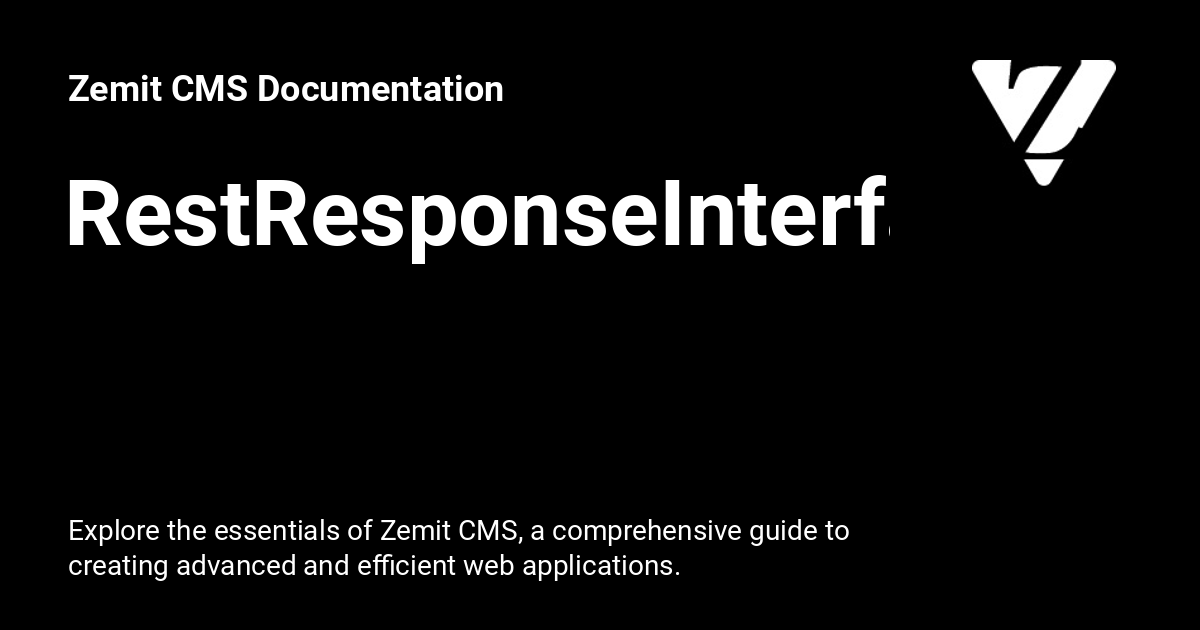 Zemit CMS Documentation
RestResponseInterf
Explore the essentials of Zemit CMS, a comprehensive guide to
creating advanced and efficient web applications.